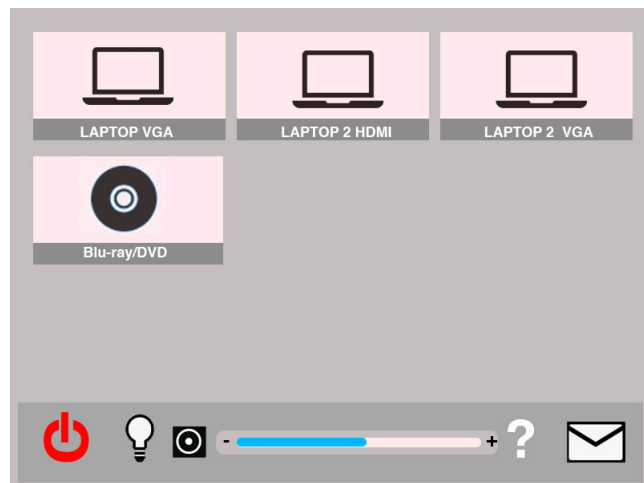 LAPTOP VGA
LAPTOP 2 HDMI
LAPTOP 2 VGA
Blu-ray/DVD
- + ?